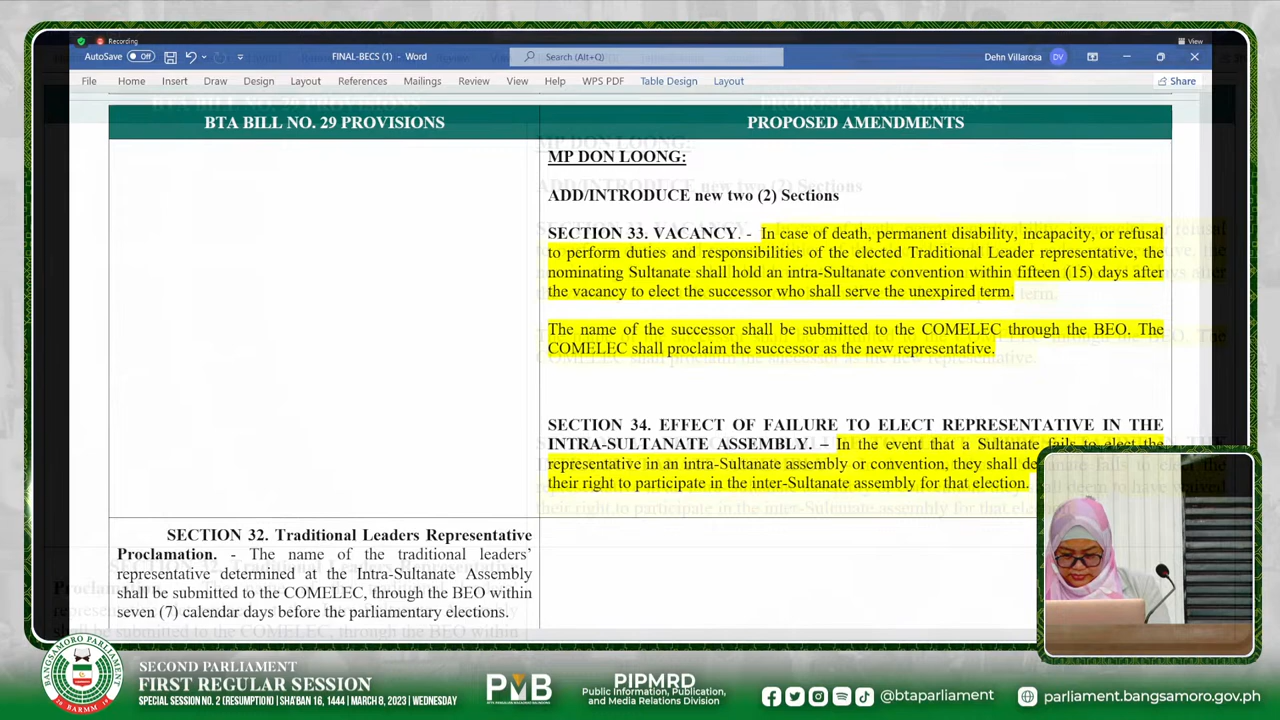 Recording
View
AutoSave Off
FINAL-BECS (1) - Word
Search (Alt+Q)
Dehn Villarosa
DV
File Home Insert Draw Design Layout References Mailings Review View Help WPS PDF Table Design Layout
Share
BTA BILL NO. 29 PROVISIONS
PROPOSED AMENDMENTS
MP DON LOONG:
ADD/INTRODUCE new two (2) Sections
SECTION 33. VACANCY. - In case of death, permanent disability, incapacity, or refusal
to perform duties and responsibilities of the elected Traditional Leader representative, the
nominating Sultanate shall hold an intra-Sultanate convention within fifteen (15) days after
the vacancy to elect the successor who shall serve the unexpired term.
The name of the successor shall be submitted to the COMELEC through the BEO. The
COMELEC shall proclaim the successor as the new representative.
SECTION 34. EFFECT OF FAILURE TO ELECT REPRESENTATIVE IN THE
INTRA-SULTANATE ASSEMBLY. – In the event that a Sultanate fails to elect the
representative in an intra-Sultanate assembly or convention, they shall de
their right to participate in the inter-Sultanate assembly for that election.
SECTION 32. Traditional Leaders Representative
Proclamation. - The name of the traditional leaders'
representative determined at the Intra-Sultanate Assembly
shall be submitted to the COMELEC, through the BEO within
seven (7) calendar days before the parliamentary elections.
BANGSAMORO PARLIAMENT
BARMM
SECOND PARLIAMENT
FIRST REGULAR SESSION
SPECIAL SESSION NO. 2 (RESUMPTION) | SHA'BAN 16, 1444 | MARCH 8, 2023 | WEDNESDAY
PMB
PIPMRD
Public Information, Publication,
and Media Relations Division
@btaparliament
parliament.bangsamoro.gov.ph